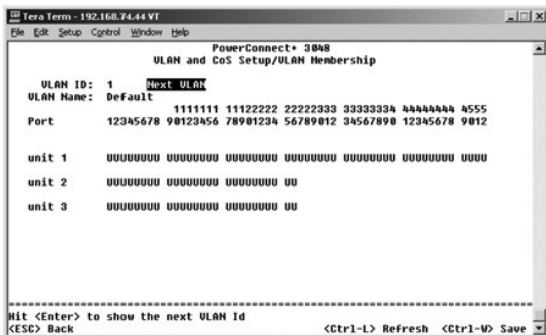 Tera Term - 192.168.74.44 VT
File Edit Setup Control Window Help
PowerConnect+ 3048
VLAN and CoS Setup/VLAN Membership
VLAN ID: 1 Next VLAN
VLAN Name: Default
1111111 11122222 22222333 33333334 44444444 4555
Port 12345678 90123456 78901234 56789012 34567890 12345678 9012
unit 1 UUUUUUUU UUUUUUUU UUUUUUUU UUUUUUUU UUUUUUUU UUUUUUUU UUUU
unit 2 UUUUUUUU UUUUUUUU UUUUUUUU UU
unit 3 UUUUUUUU UUUUUUUU UUUUUUUU UU
Hit <Enter> to show the next VLAN Id
<ESC> Back <Ctrl-L> Refresh <Ctrl-W> Save